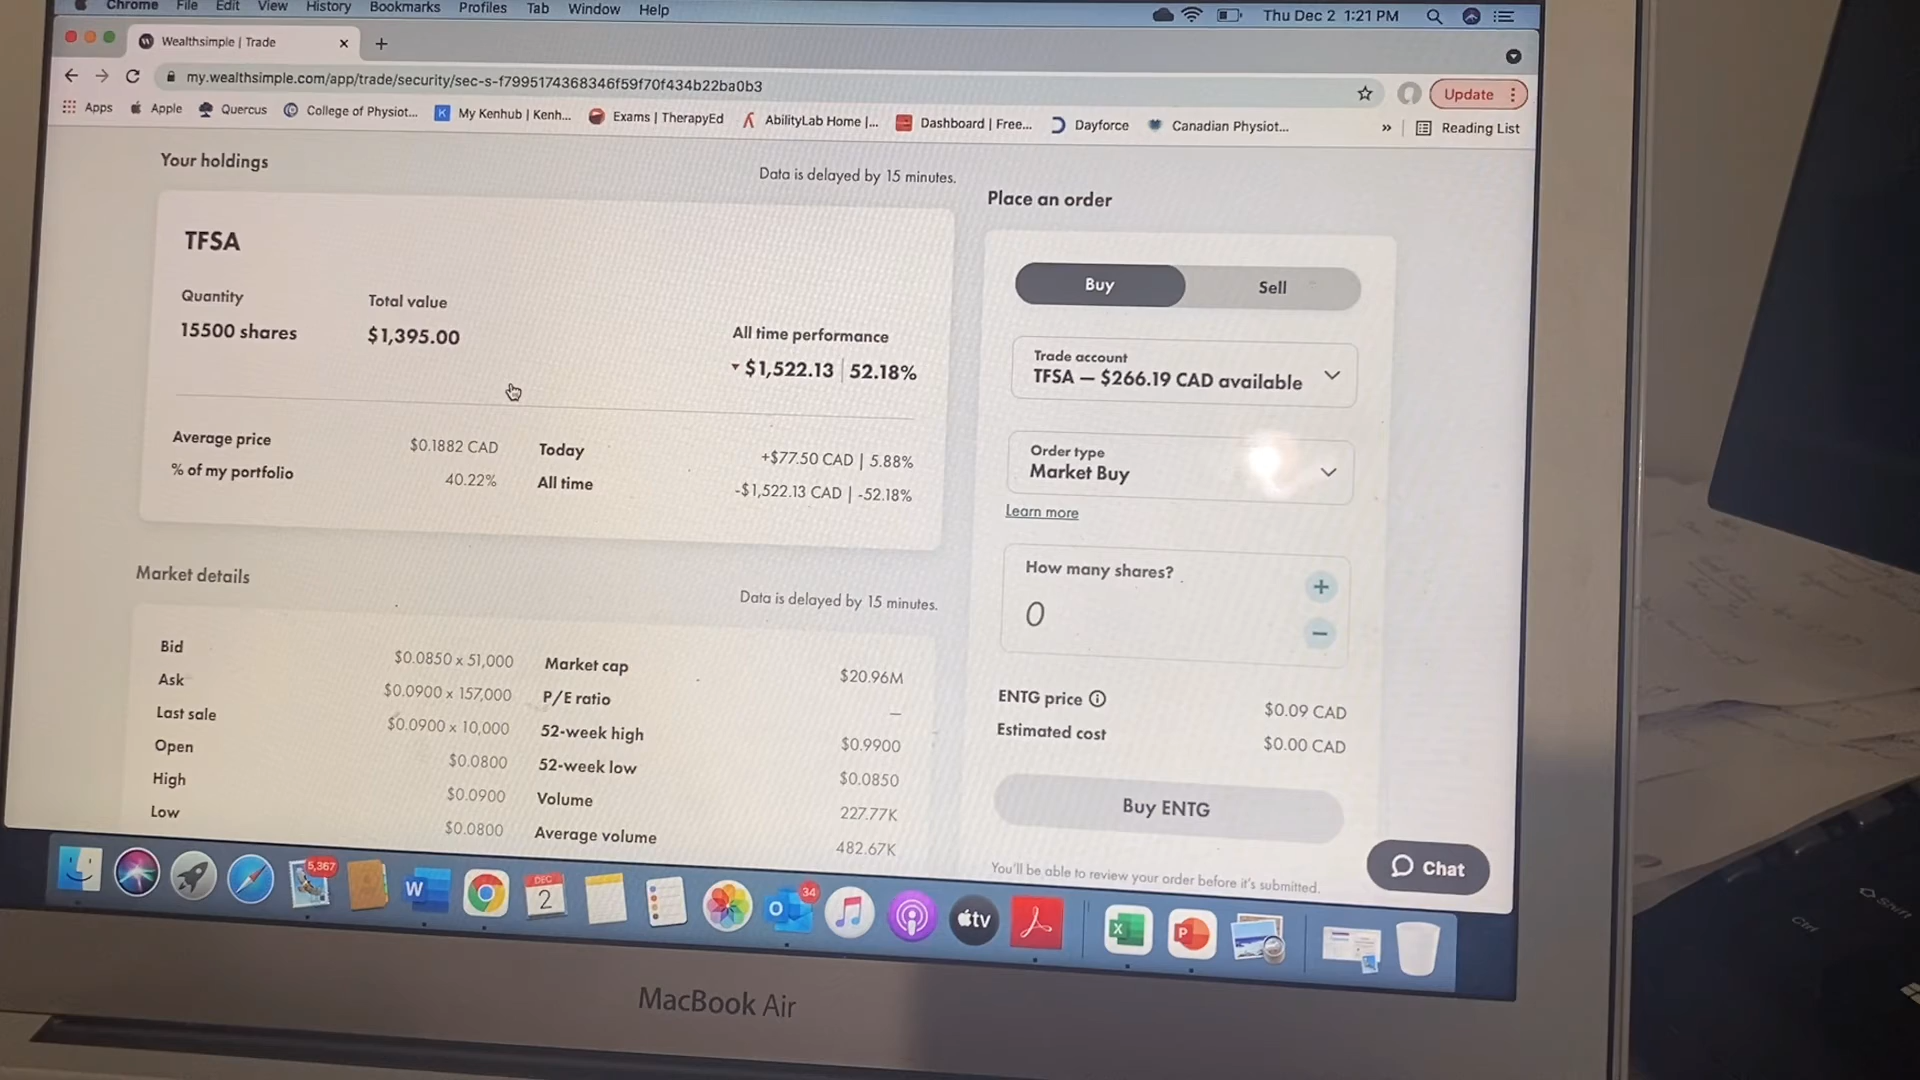 Chrome File Edit View History Bookmarks Profiles Tab Window Help
Thu Dec 2 1:21 PM
Wealthsimple | Trade
my.wealthsimple.com/app/trade/security/sec-s-f7995174368346f59f70f434b22ba0b3
Update
Apps Apple Quercus College of Physiot... My Kenhub | Kenh... Exams | TherapyEd AbilityLab Home |... Dashboard | Free... Dayforce Canadian Physiot... » Reading List
Your holdings
Data is delayed by 15 minutes.
TFSA
Quantity
15500 shares
Total value
$1,395.00
All time performance
$1,522.13 52.18%
Average price $0.1882 CAD
% of my portfolio 40.22%
Today +$77.50 CAD | 5.88%
All time -$1,522.13 CAD | -52.18%
Market details
Data is delayed by 15 minutes.
Bid $0.0850 x 51,000
Ask $0.0900 x 157,000
Last sale $0.0900 x 10,000
Open $0.0800
High $0.0900
Low $0.0800
Market cap $20.96M
P/E ratio —
52-week high $0.9900
52-week low $0.0850
Volume 227.77K
Average volume 482.67K
Place an order
Buy Sell
Trade account
TFSA — $266.19 CAD available
Order type
Market Buy
Learn more
How many shares?
0
+
−
ENTG price $0.09 CAD
Estimated cost $0.00 CAD
Buy ENTG
You'll be able to review your order before it's submitted.
Chat
5,367
W
DEC
2
O
34
tv
X
P
MacBook Air
Shift
Ctrl